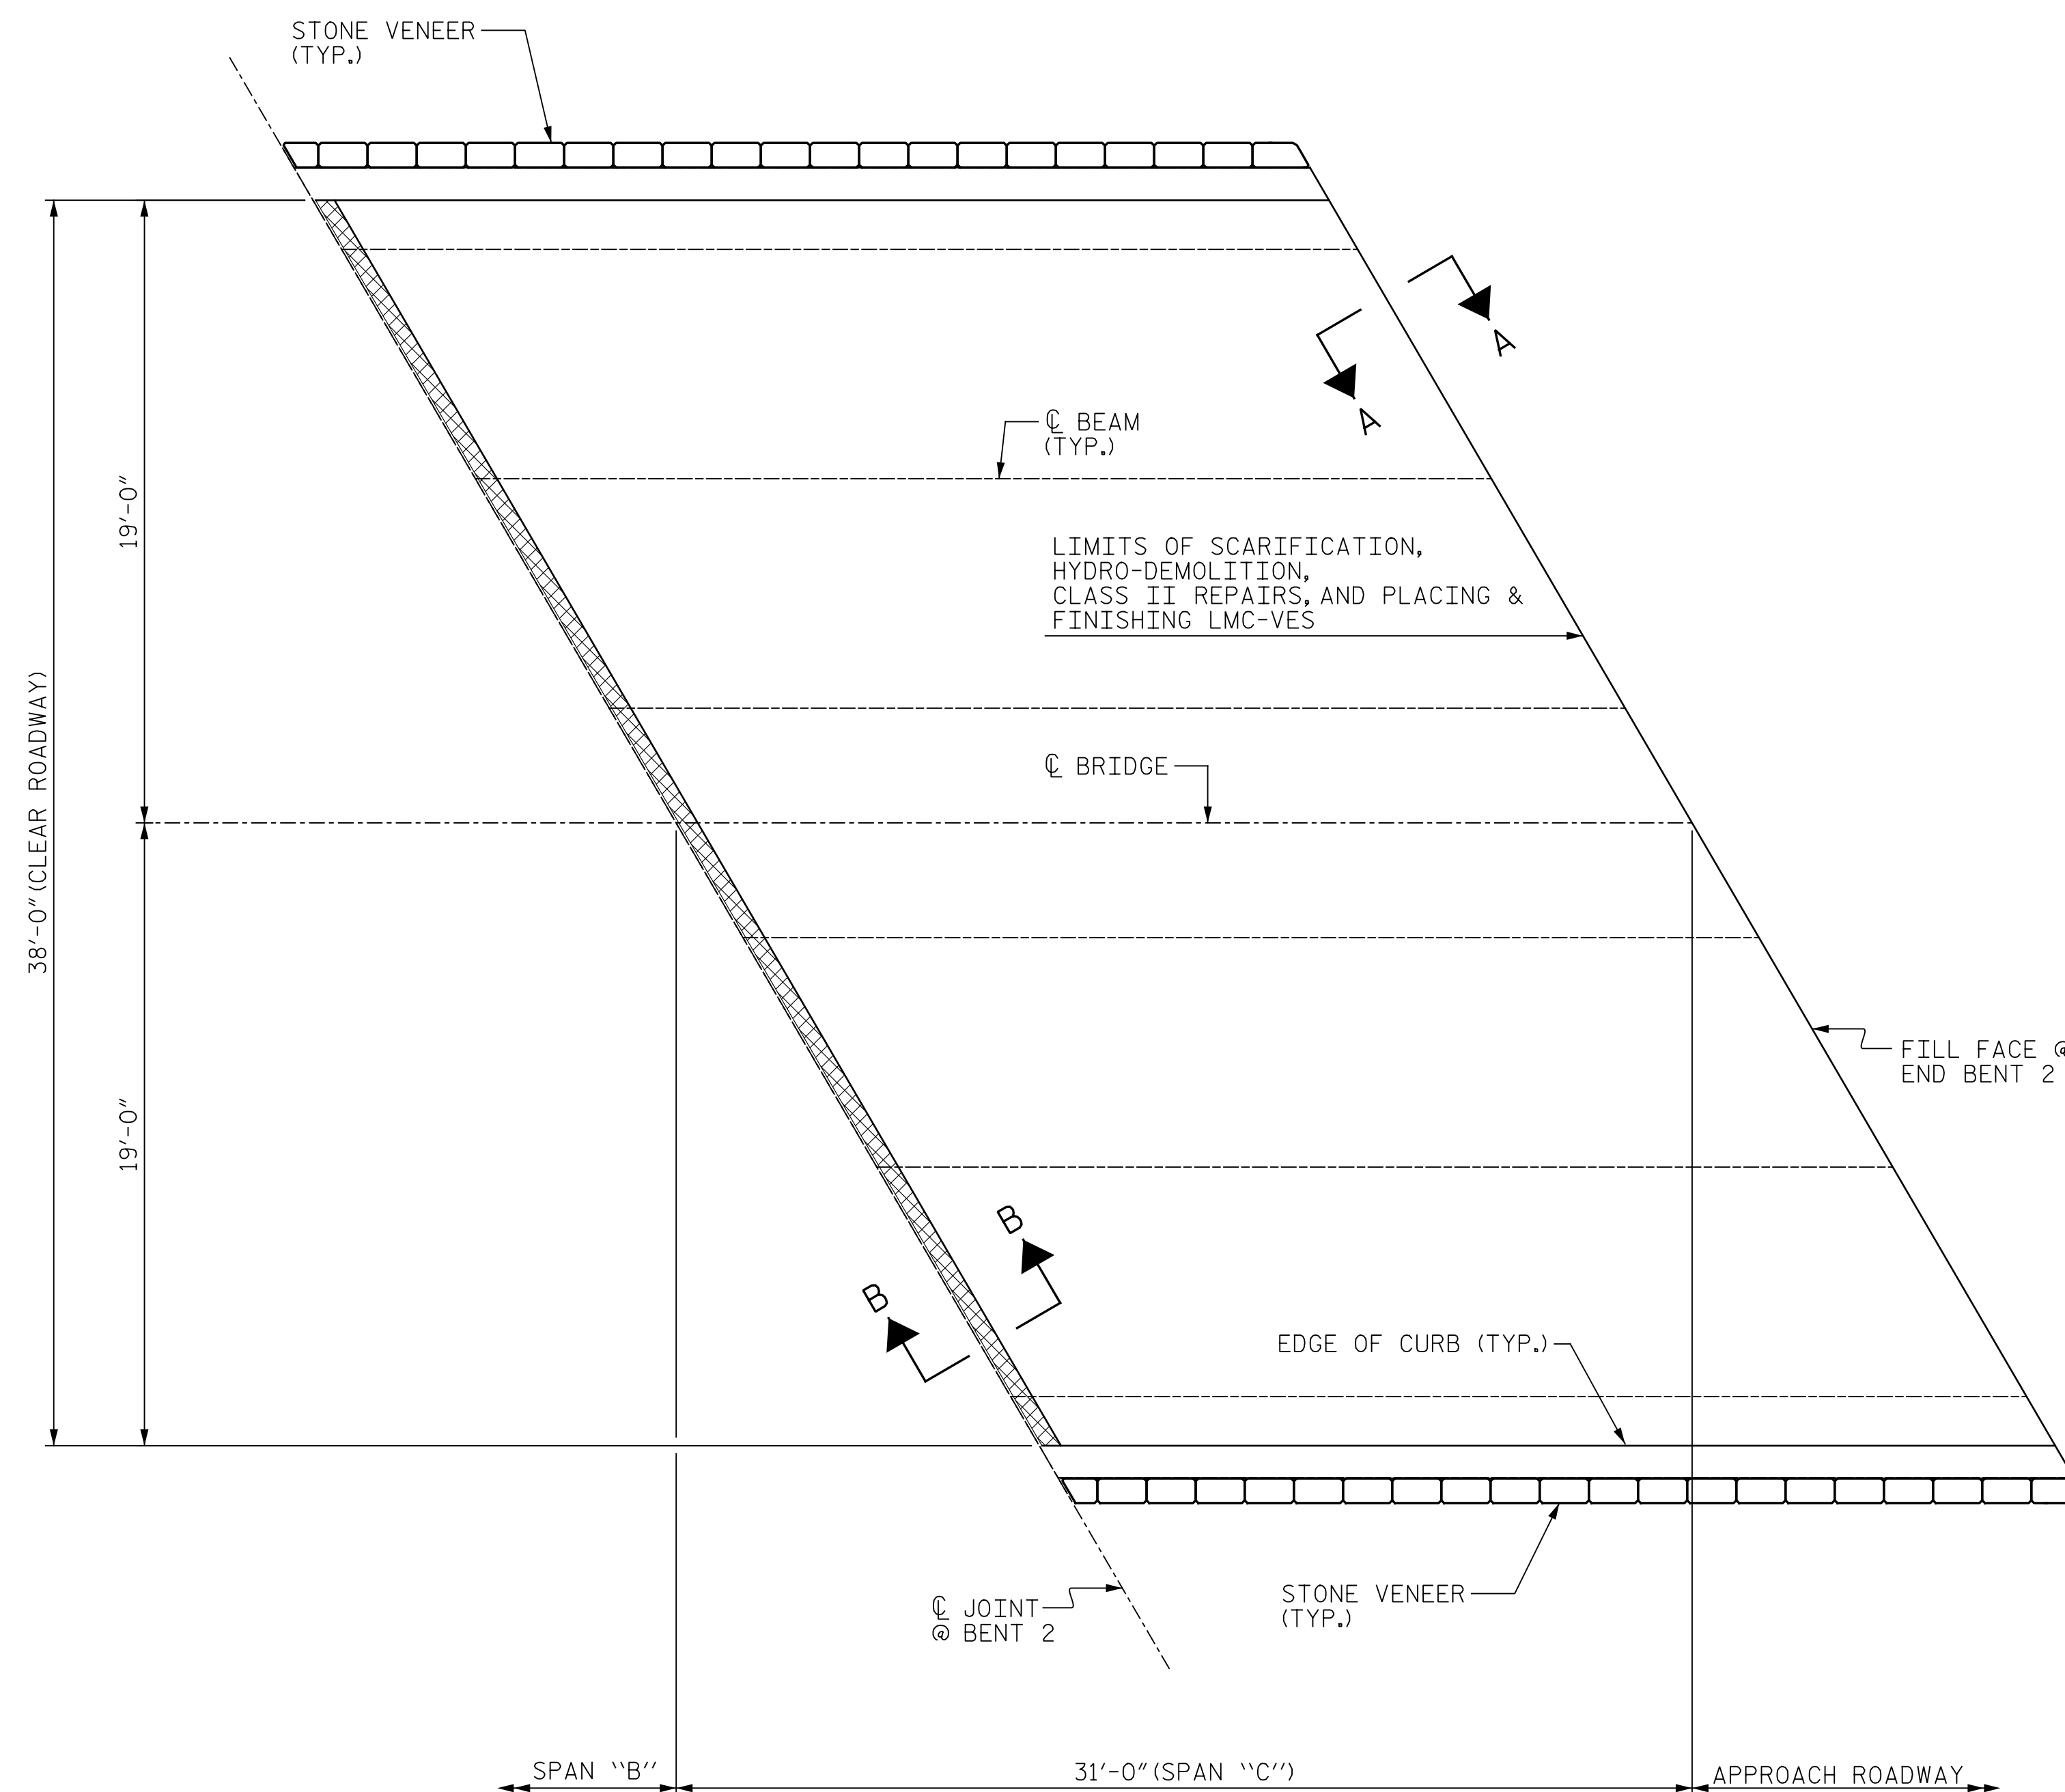 STONE VENEER
(TYP.)
A
A
℄ BEAM
(TYP.)
19'-0"
LIMITS OF SCARIFICATION,
HYDRO-DEMOLITION,
CLASS II REPAIRS, AND PLACING &
FINISHING LMC-VES
38'-0" (CLEAR ROADWAY)
℄ BRIDGE
FILL FACE @
END BENT 2
19'-0"
B
B
EDGE OF CURB (TYP.)
℄ JOINT
@ BENT 2
STONE VENEER
(TYP.)
SPAN ``B''
31'-0" (SPAN ``C'')
APPROACH ROADWAY